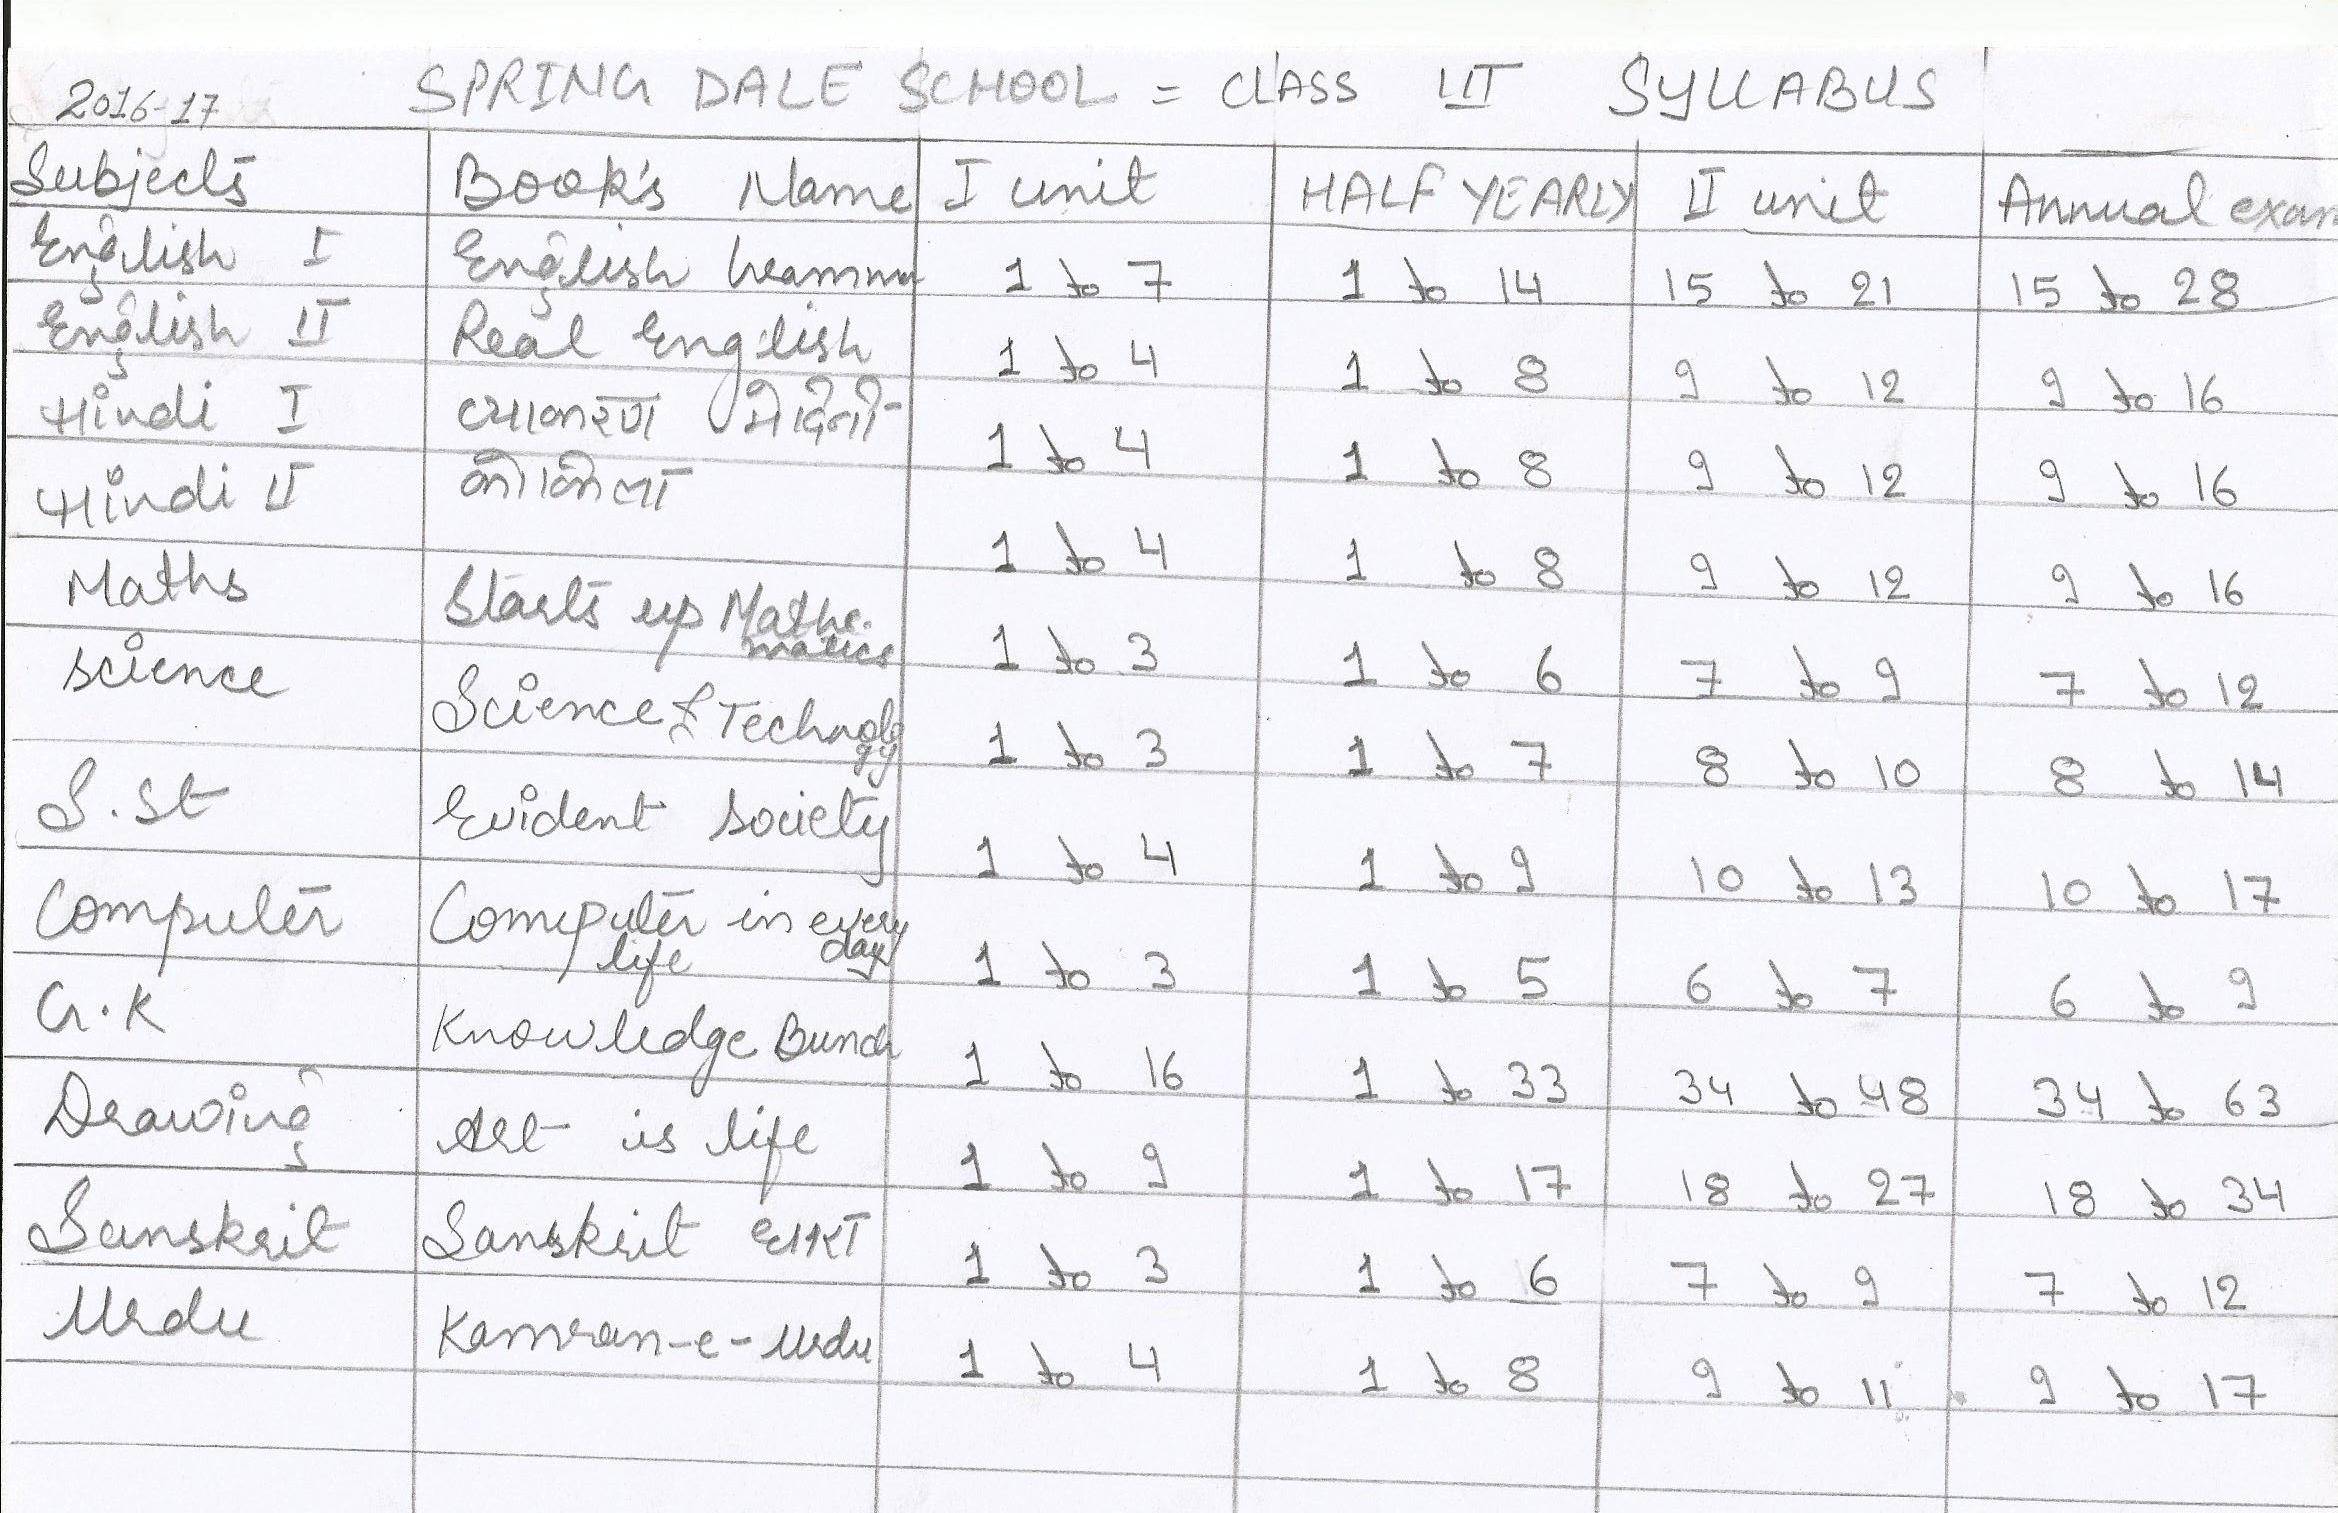 2016-17 SPRING DALE SCHOOL = CLASS III SYLLABUS
Subjects Book's Name I unit HALF YEARLY II unit Annual exam
English I English Grammar 1 to 7 1 to 14 15 to 21 15 to 28
English II Real English 1 to 4 1 to 8 9 to 12 9 to 16
Hindi I व्याकरण मेदिनी 1 to 4 1 to 8 9 to 12 9 to 16
Hindi II कोकिला 1 to 4 1 to 8 9 to 12 9 to 16
Maths Starts up Mathe-
matics 1 to 3 1 to 6 7 to 9 7 to 12
Science Science & Technolo
gy 1 to 3 1 to 7 8 to 10 8 to 14
S.St Evident Society 1 to 4 1 to 9 10 to 13 10 to 17
Computer Computer in every
day life 1 to 3 1 to 5 6 to 7 6 to 9
G.K Knowledge Bunch 1 to 16 1 to 33 34 to 48 34 to 63
Drawing Art is life 1 to 9 1 to 17 18 to 27 18 to 34
Sanskrit Sanskrit धारा 1 to 3 1 to 6 7 to 9 7 to 12
Urdu Kamran-e-Urdu 1 to 4 1 to 8 9 to 11 9 to 17